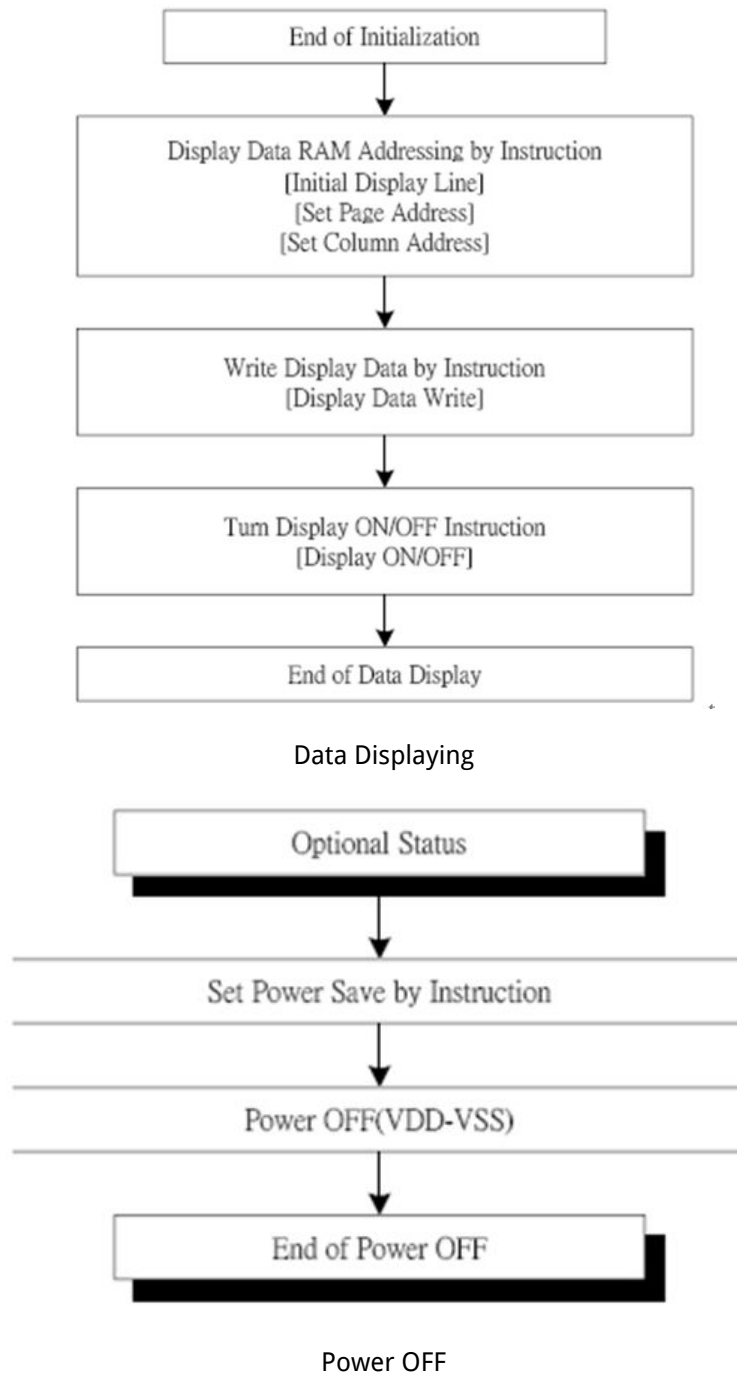 End of Initialization
Display Data RAM Addressing by Instruction
[Initial Display Line]
[Set Page Address]
[Set Column Address]
Write Display Data by Instruction
[Display Data Write]
Turn Display ON/OFF Instruction
[Display ON/OFF]
End of Data Display
Data Displaying
Optional Status
Set Power Save by Instruction
Power OFF(VDD-VSS)
End of Power OFF
Power OFF